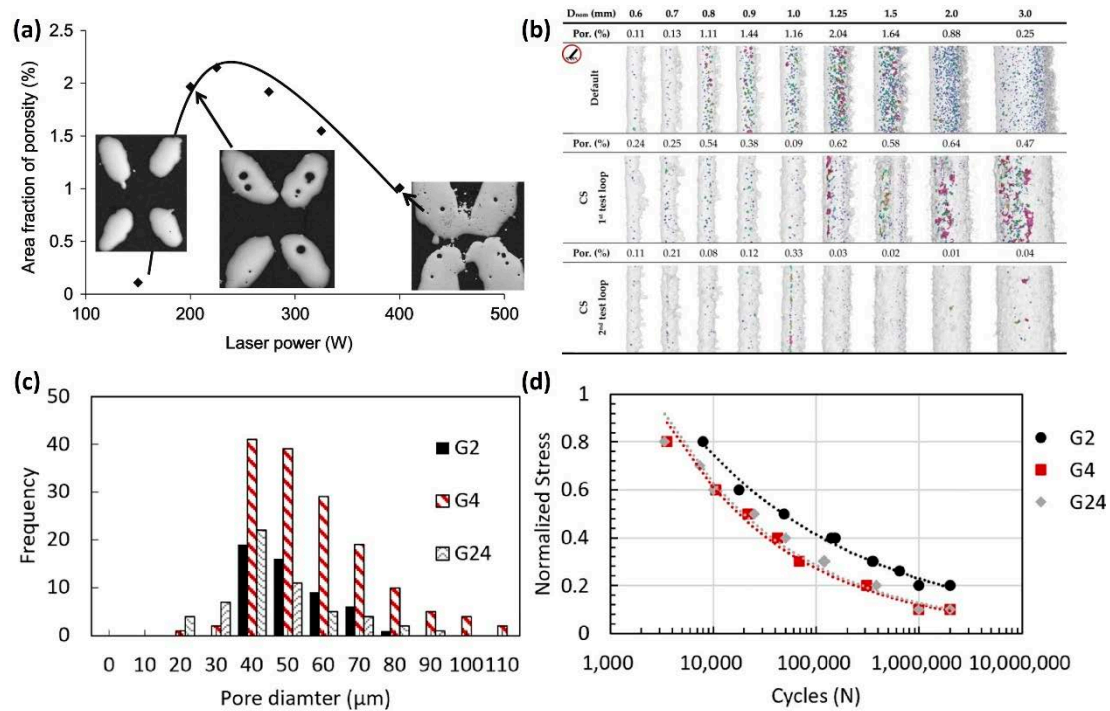 (a)
2.5
2
1.5
1
0.5
0
Area fraction of porosity (%)
100 200 300 400 500
Laser power (W)
(b)
Dnom (mm) 0.6 0.7 0.8 0.9 1.0 1.25 1.5 2.0 3.0
Por. (%) 0.11 0.13 1.11 1.44 1.16 2.04 1.64 0.88 0.25
Default
Por. (%) 0.24 0.25 0.54 0.38 0.09 0.62 0.58 0.64 0.47
CS
1st test loop
Por. (%) 0.11 0.21 0.08 0.12 0.33 0.03 0.02 0.01 0.04
CS
2nd test loop
(c)
50
40
30
20
10
0
Frequency
G2
G4
G24
0 10 20 30 40 50 60 70 80 90 100 110
Pore diamter (µm)
(d)
1
0.8
0.6
0.4
0.2
0
Normalized Stress
G2
G4
G24
1,000 10,000 100,000 1,000,000 10,000,000
Cycles (N)